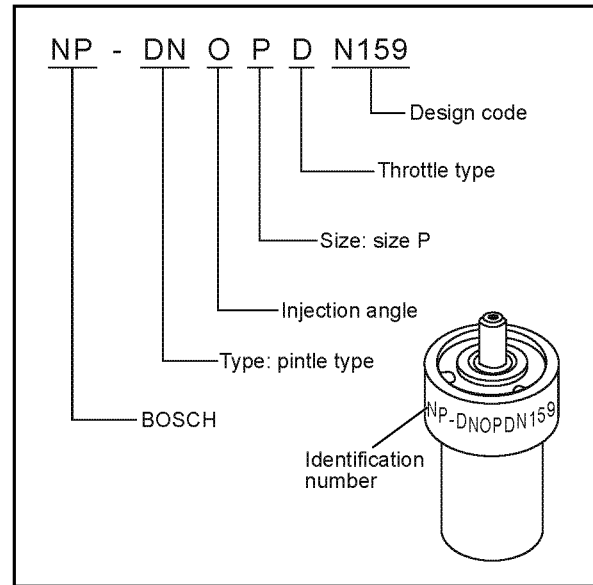 NP - DN O P D N159
Design code
Throttle type
Size: size P
Injection angle
Type: pintle type
BOSCH
NP-DNOPDN159
Identification
number